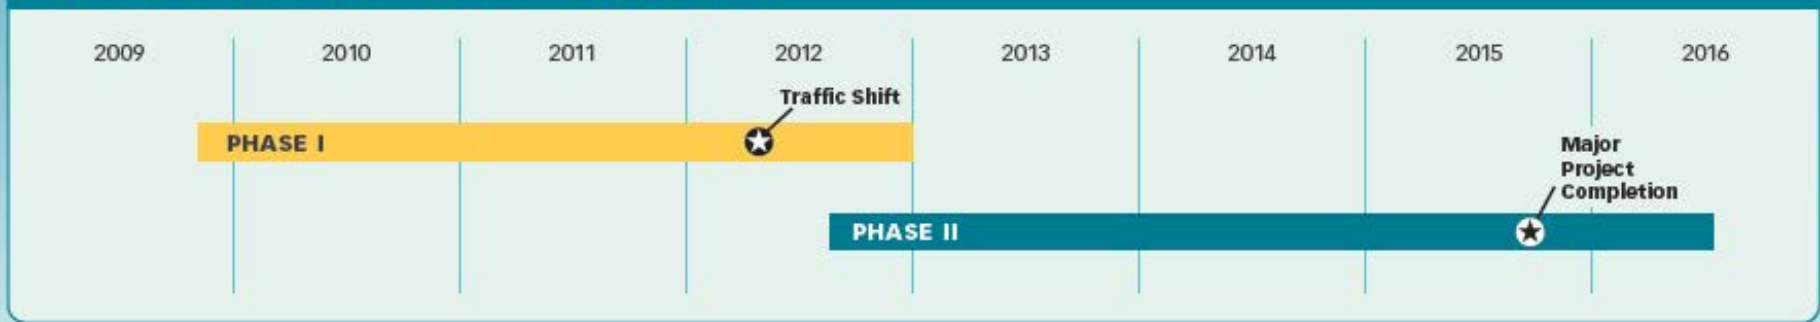 2009 2010 2011 2012 2013 2014 2015 2016
Traffic Shift
PHASE I
Major
Project
Completion
PHASE II